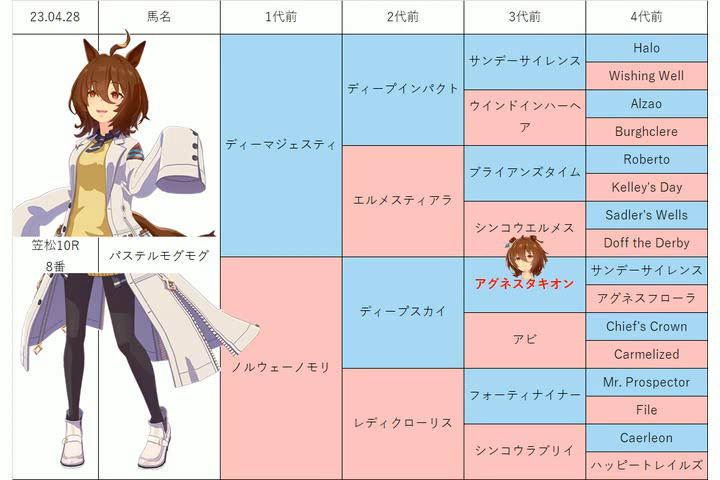 23.04.28
馬名
1代前
2代前
3代前
4代前
笠松10R
8番
パステルモグモグ
ディーマジェスティ
ディープインパクト
サンデーサイレンス
Halo
Wishing Well
ウインドインハーヘ
ア
Alzao
Burghclere
エルメスティアラ
ブライアンズタイム
Roberto
Kelley's Day
シンコウエルメス
Sadler's Wells
Doff the Derby
ノルウェーノモリ
ディープスカイ
アグネスタキオン
サンデーサイレンス
アグネスフローラ
アビ
Chief's Crown
Carmelized
レディクローリス
フォーティナイナー
Mr. Prospector
File
シンコウラブリイ
Caerleon
ハッピートレイルズ